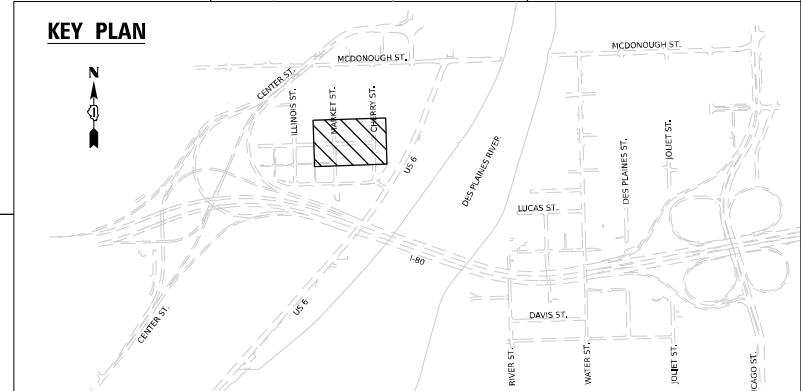 KEY PLAN
MCDONOUGH ST.
MCDONOUGH ST.
CENTER ST.
N
ILLINOIS ST.
MARKET ST.
CHERRY ST.
US 6
DES PLAINES RIVER
DES PLAINES ST.
JOLIET ST.
LUCAS ST.
I-80
US 6
CENTER ST.
DAVIS ST.
RIVER ST.
WATER ST.
JOLIET ST.
ICAGO ST.